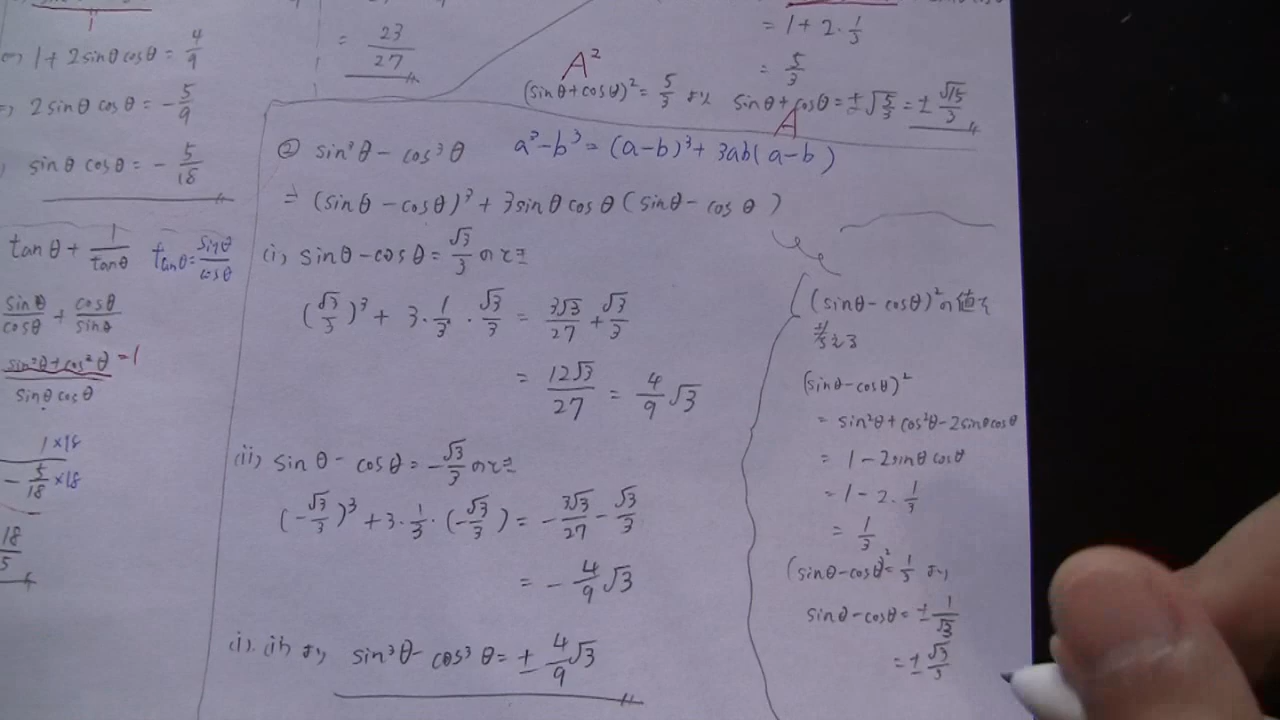 ⇔ 1 + 2sinθcosθ = 4/9
⇒ 2sinθcosθ = - 5/9
sinθcosθ = - 5/18
tanθ + 1/tanθ tanθ = sinθ/cosθ
sinθ/cosθ + cosθ/sinθ
sin²θ + cos²θ/sinθcosθ = 1
1 ×18
- 5/18 ×18
18/5
= 23/27
= 1 + 2・1/3
= 5/3
A²
(sinθ + cosθ)² = 5/3 より sinθ + cosθ = ±√5/3 = ± √15/3
A
② sin³θ - cos³θ a³ - b³ = (a - b)³ + 3ab(a - b)
⇒ (sinθ - cosθ)³ + 3sinθcosθ(sinθ - cosθ)
(i) sinθ - cosθ = √3/3 のとき
(√3/3)³ + 3・1/3・√3/3 = 3√3/27 + √3/3
= 12√3/27 = 4/9√3
(ii) sinθ - cosθ = - √3/3 のとき
(- √3/3)³ + 3・1/3・(- √3/3) = - 3√3/27 - √3/3
= - 4/9√3
(i).(ii) より sin³θ - cos³θ = ± 4/9√3
(sinθ - cosθ)² の値を
考える
(sinθ - cosθ)²
= sin²θ + cos²θ - 2sinθcosθ
= 1 - 2sinθcosθ
= 1 - 2・1/3
= 1/3
(sinθ - cosθ)² = 1/3 より
sinθ - cosθ = ± 1/√3
= ± √3/3